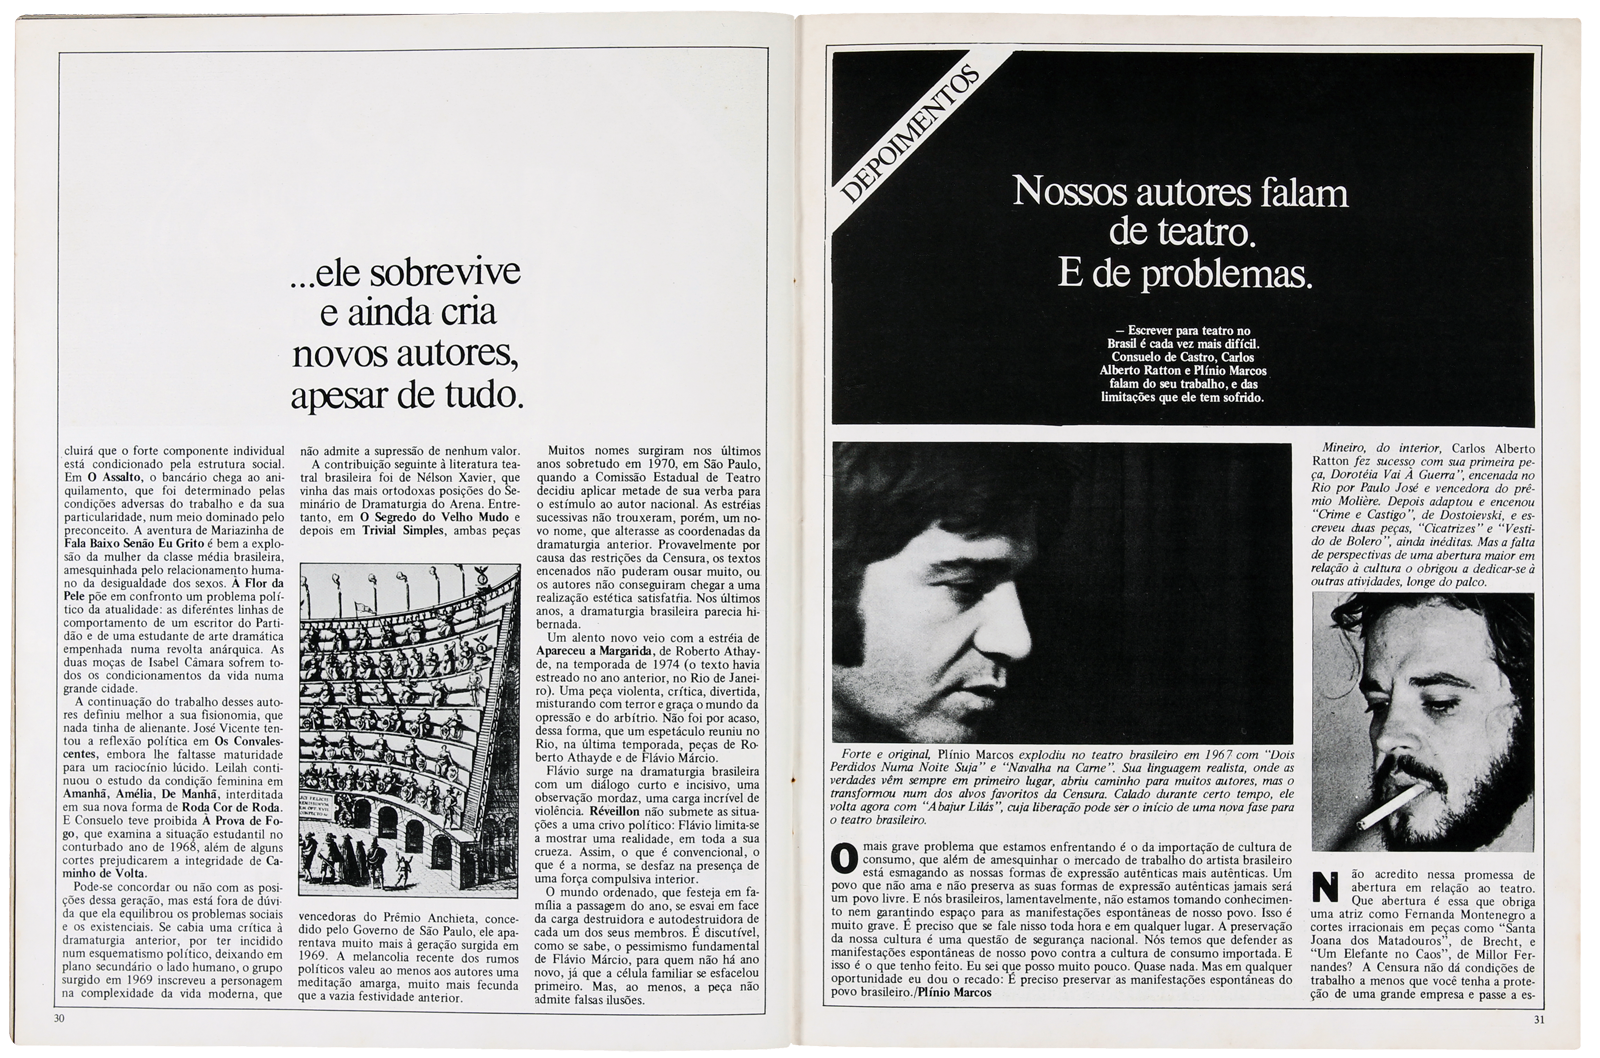 ...ele sobrevive
e ainda cria
novos autores,
apesar de tudo.
cluirá que o forte componente individual
está condicionado pela estrutura social.
Em O Assalto, o bancário chega ao ani-
quilamento, que foi determinado pelas
condições adversas do trabalho e da sua
particularidade, num meio dominado pelo
preconceito. A aventura de Mariazinha de
Fala Baixo Senão Eu Grito é bem a explo-
são da mulher da classe média brasileira,
amesquinhada pelo relacionamento huma-
no da desigualdade dos sexos. À Flor da
Pele põe em confronto um problema polí-
tico da atualidade: as diferéntes linhas de
comportamento de um escritor do Parti-
dão e de uma estudante de arte dramática
empenhada numa revolta anárquica. As
duas moças de Isabel Câmara sofrem to-
dos os condicionamentos da vida numa
grande cidade.
A continuação do trabalho desses auto-
res definiu melhor a sua fisionomia, que
nada tinha de alienante. José Vicente ten-
tou a reflexão política em Os Convales-
centes, embora lhe faltasse maturidade
para um raciocínio lúcido. Leilah conti-
nuou o estudo da condição feminina em
Amanhã, Amélia, De Manhã, interditada
em sua nova forma de Roda Cor de Roda.
E Consuelo teve proibida À Prova de Fo-
go, que examina a situação estudantil no
conturbado ano de 1968, além de alguns
cortes prejudicarem a integridade de Ca-
minho de Volta.
Pode-se concordar ou não com as posi-
ções dessa geração, mas está fora de dúvi-
da que ela equilibrou os problemas sociais
e os existenciais. Se cabia uma crítica à
dramaturgia anterior, por ter incidido
num esquematismo político, deixando em
plano secundário o lado humano, o grupo
surgido em 1969 inscreveu a personagem
na complexidade da vida moderna, que
não admite a supressão de nenhum valor.
A contribuição seguinte à literatura tea-
tral brasileira foi de Nélson Xavier, que
vinha das mais ortodoxas posições do Se-
minário de Dramaturgia do Arena. Entre-
tanto, em O Segredo do Velho Mudo e
depois em Trivial Simples, ambas peças
vencedoras do Prêmio Anchieta, conce-
dido pelo Governo de São Paulo, ele apa-
rentava muito mais à geração surgida em
1969. A melancolia recente dos rumos
políticos valeu ao menos aos autores uma
meditação amarga, muito mais fecunda
que a vazia festividade anterior.
Muitos nomes surgiram nos últimos
anos sobretudo em 1970, em São Paulo,
quando a Comissão Estadual de Teatro
decidiu aplicar metade de sua verba para
o estímulo ao autor nacional. As estréias
sucessivas não trouxeram, porém, um no-
vo nome, que alterasse as coordenadas da
dramaturgia anterior. Provavelmente por
causa das restrições da Censura, os textos
encenados não puderam ousar muito, ou
os autores não conseguiram chegar a uma
realização estética satisfatria. Nos últimos
anos, a dramaturgia brasileira parecia hi-
bernada.
Um alento novo veio com a estréia de
Apareceu a Margarida, de Roberto Athay-
de, na temporada de 1974 (o texto havia
estreado no ano anterior, no Rio de Janei-
ro). Uma peça violenta, crítica, divertida,
misturando com terror e graça o mundo da
opressão e do arbítrio. Não foi por acaso,
dessa forma, que um espetáculo reuniu no
Rio, na última temporada, peças de Ro-
berto Athayde e de Flávio Márcio.
Flávio surge na dramaturgia brasileira
com um diálogo curto e incisivo, uma
observação mordaz, uma carga incrível de
violência. Réveillon não submete as situa-
ções a um crivo político: Flávio limita-se
a mostrar uma realidade, em toda a sua
crueza. Assim, o que é convencional, o
que é a norma, se desfaz na presença de
uma força compulsiva interior.
O mundo ordenado, que festeja em fa-
mília a passagem do ano, se esvai em face
da carga destruidora e autodestruidora de
cada um dos seus membros. É discutível,
como se sabe, o pessimismo fundamental
de Flávio Márcio, para quem não há ano
novo, já que a célula familiar se esfacelou
primeiro. Mas, ao menos, a peça não
admite falsas ilusões.
30
DEPOIMENTOS
Nossos autores falam
de teatro.
E de problemas.
— Escrever para teatro no
Brasil é cada vez mais difícil.
Consuelo de Castro, Carlos
Alberto Ratton e Plínio Marcos
falam do seu trabalho, e das
limitações que ele tem sofrido.
Forte e original, Plínio Marcos explodiu no teatro brasileiro em 1967 com "Dois
Perdidos Numa Noite Suja" e "Navalha na Carne". Sua linguagem realista, onde as
verdades vêm sempre em primeiro lugar, abriu caminho para muitos autores, mas o
transformou num dos alvos favoritos da Censura. Calado durante certo tempo, ele
volta agora com "Abajur Lilás", cuja liberação pode ser o início de uma nova fase para
o teatro brasileiro.
O mais grave problema que estamos enfrentando é o da importação de cultura de
consumo, que além de amesquinhar o mercado de trabalho do artista brasileiro
está esmagando as nossas formas de expressão autênticas mais autênticas. Um
povo que não ama e não preserva as suas formas de expressão autênticas jamais será
um povo livre. E nós brasileiros, lamentavelmente, não estamos tomando conhecimen-
to nem garantindo espaço para as manifestações espontâneas de nosso povo. Isso é
muito grave. É preciso que se fale nisso toda hora e em qualquer lugar. A preservação
da nossa cultura é uma questão de segurança nacional. Nós temos que defender as
manifestações espontâneas de nosso povo contra a cultura de consumo importada. E
isso é o que tenho feito. Eu sei que posso muito pouco. Quase nada. Mas em qualquer
oportunidade eu dou o recado: É preciso preservar as manifestações espontâneas do
povo brasileiro./Plínio Marcos
Mineiro, do interior, Carlos Alberto
Ratton fez sucesso com sua primeira pe-
ça, Dorotéia Vai À Guerra", encenada no
Rio por Paulo José e vencedora do prê-
mio Molière. Depois adaptou e encenou
"Crime e Castigo", de Dostoievski, e es-
creveu duas peças, "Cicatrizes" e "Vesti-
do de Bolero", ainda inéditas. Mas a falta
de perspectivas de uma abertura maior em
relação à cultura o obrigou a dedicar-se à
outras atividades, longe do palco.
Não acredito nessa promessa de
abertura em relação ao teatro.
Que abertura é essa que obriga
uma atriz como Fernanda Montenegro a
cortes irracionais em peças como "Santa
Joana dos Matadouros", de Brecht, e
"Um Elefante no Caos", de Millor Fer-
nandes? A Censura não dá condições de
trabalho a menos que você tenha a prote-
ção de uma grande empresa e passe a es-
31